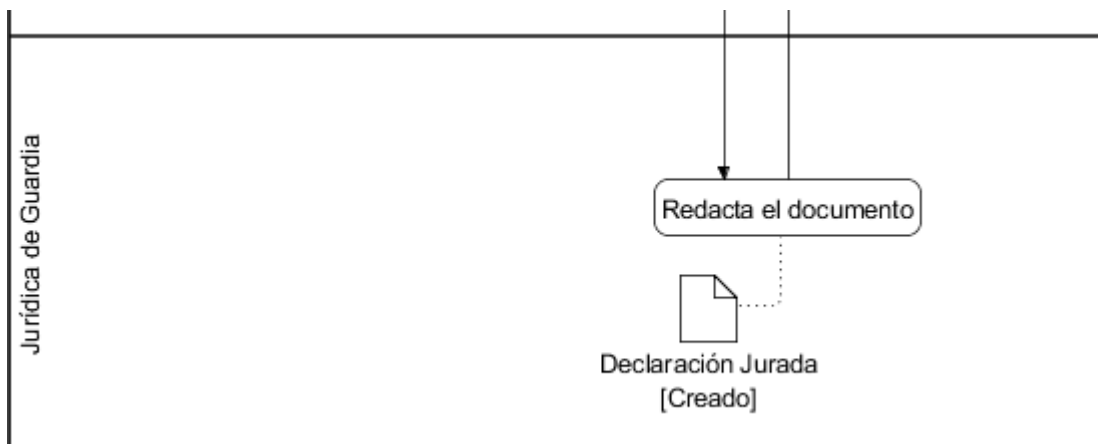 Jurídica de Guardia
Redacta el documento
Declaración Jurada
[Creado]